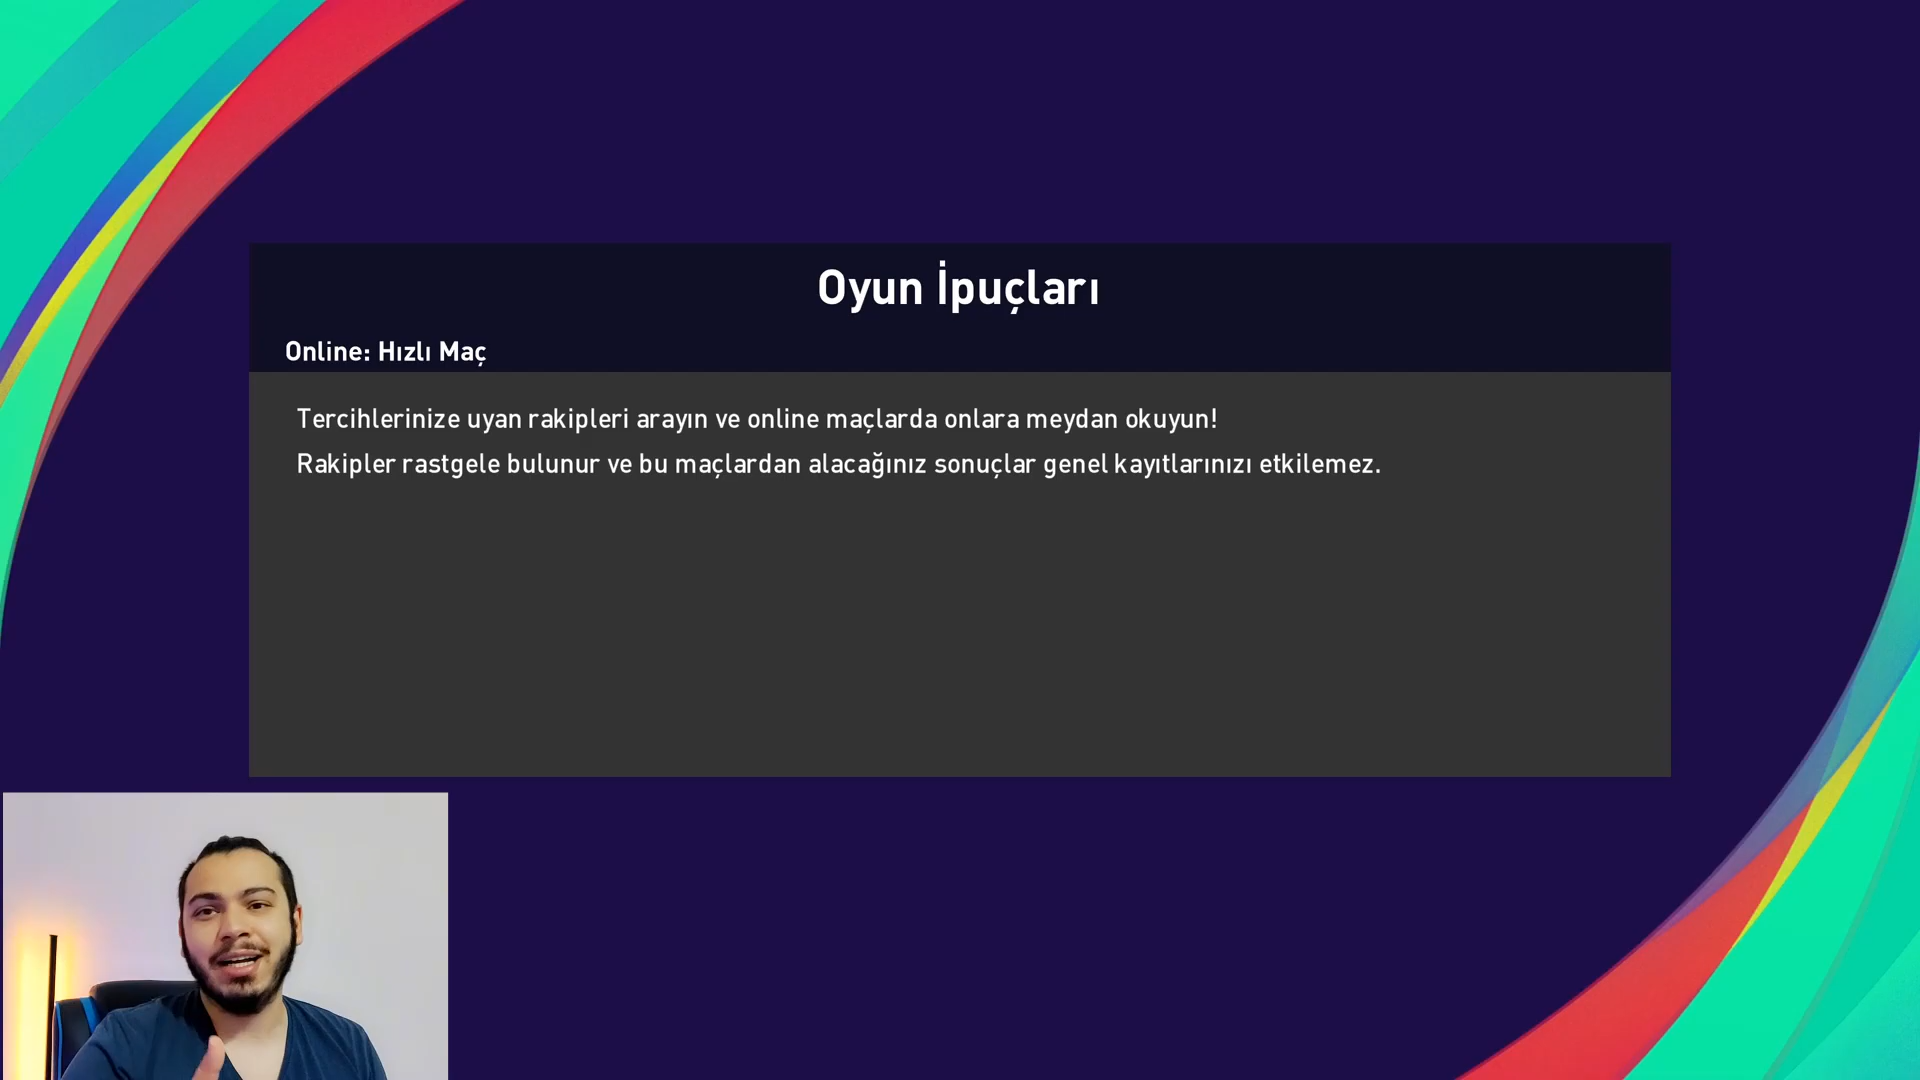 Oyun İpuçları
Online: Hızlı Maç
Tercihlerinize uyan rakipleri arayın ve online maçlarda onlara meydan okuyun!
Rakipler rastgele bulunur ve bu maçlardan alacağınız sonuçlar genel kayıtlarınızı etkilemez.